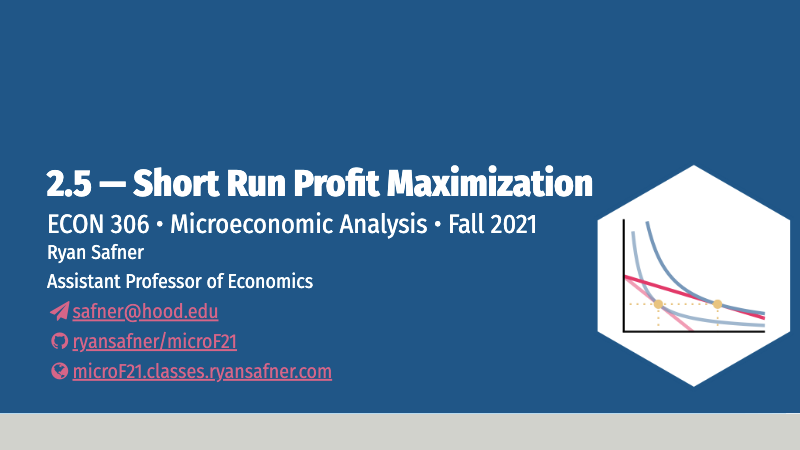 2.5 — Short Run Profit Maximization
ECON 306 • Microeconomic Analysis • Fall 2021
Ryan Safner
Assistant Professor of Economics
safner@hood.edu
ryansafner/microF21
microF21.classes.ryansafner.com